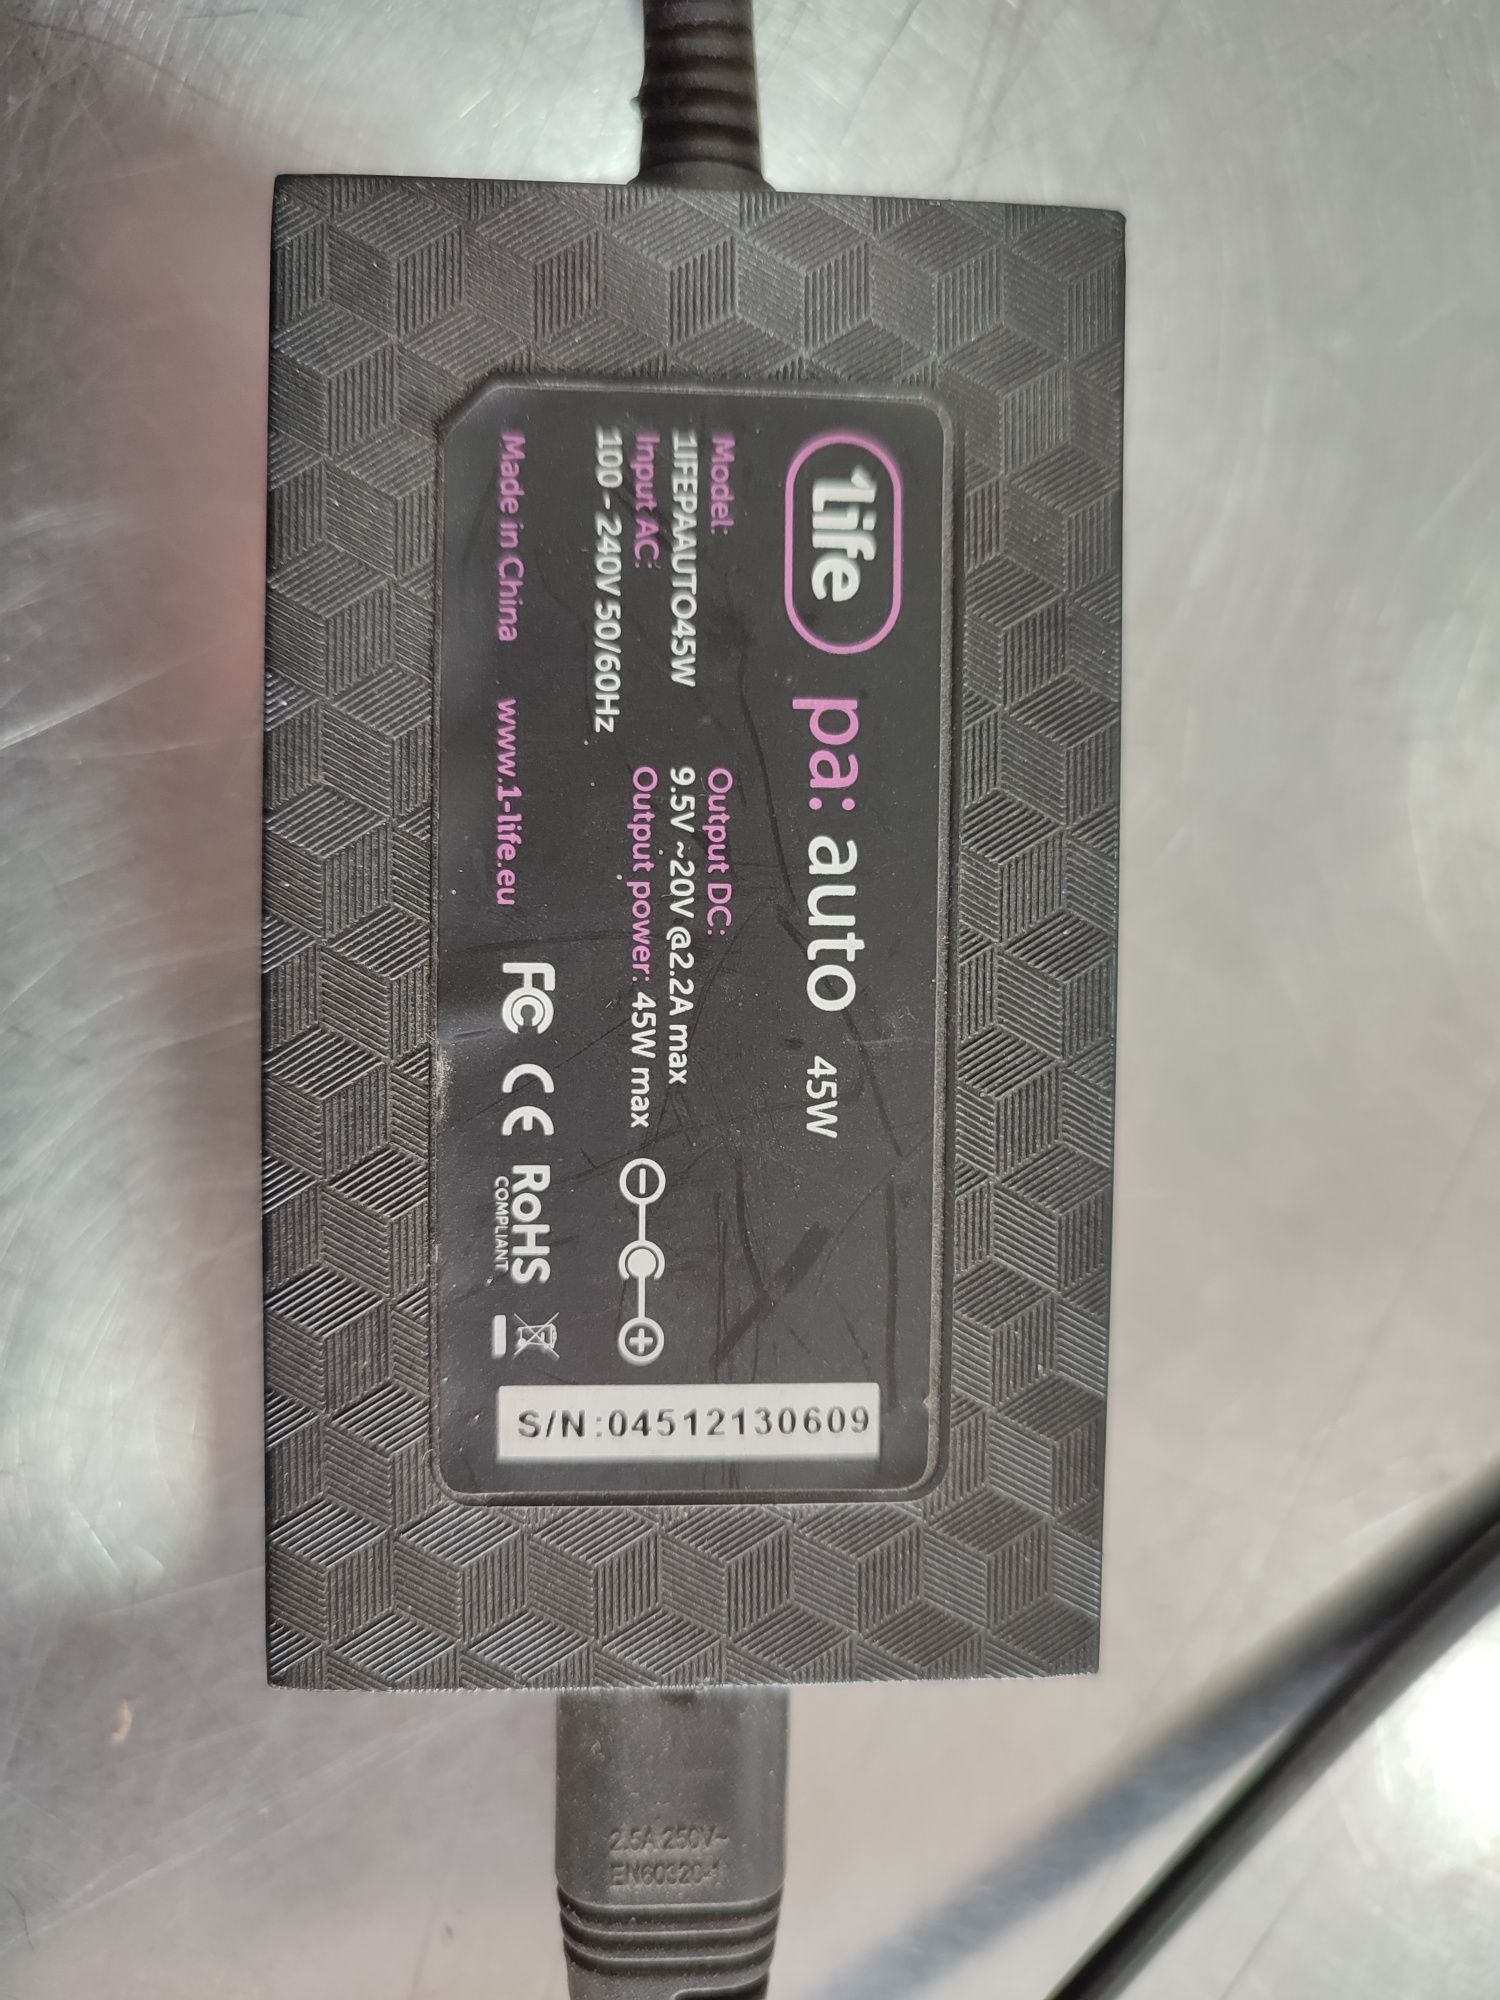 1life pa: auto 45W
Model:
1IFEPAAUTO45W
Input AC:
100 - 240V 50/60Hz
Output DC:
9.5V ~20V @2.2A max
Output power: 45W max
- +
Made in China www.1-life.eu
FC CE RoHS
COMPLIANT
S/N:04512130609
2.5A 250V~
EN60320-1